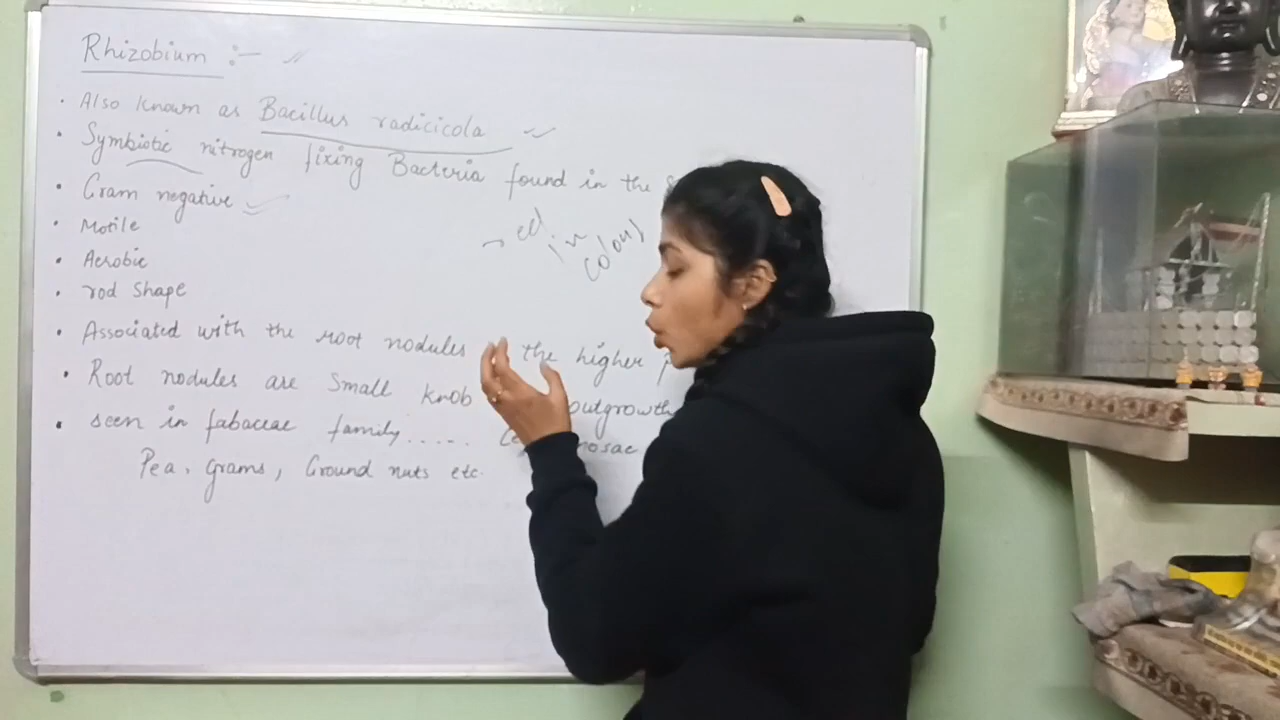 Rhizobium :-
· Also known as Bacillus radicicola
· Symbiotic nitrogen fixing Bacteria found in the
· Gram negative
· Motile
· Aerobic
· rod shape
in colour
· Associated with the root nodules the higher
· Root nodules are small knob outgrowth
· seen in fabaceae family.....
Pea, Grams, Ground nuts etc.